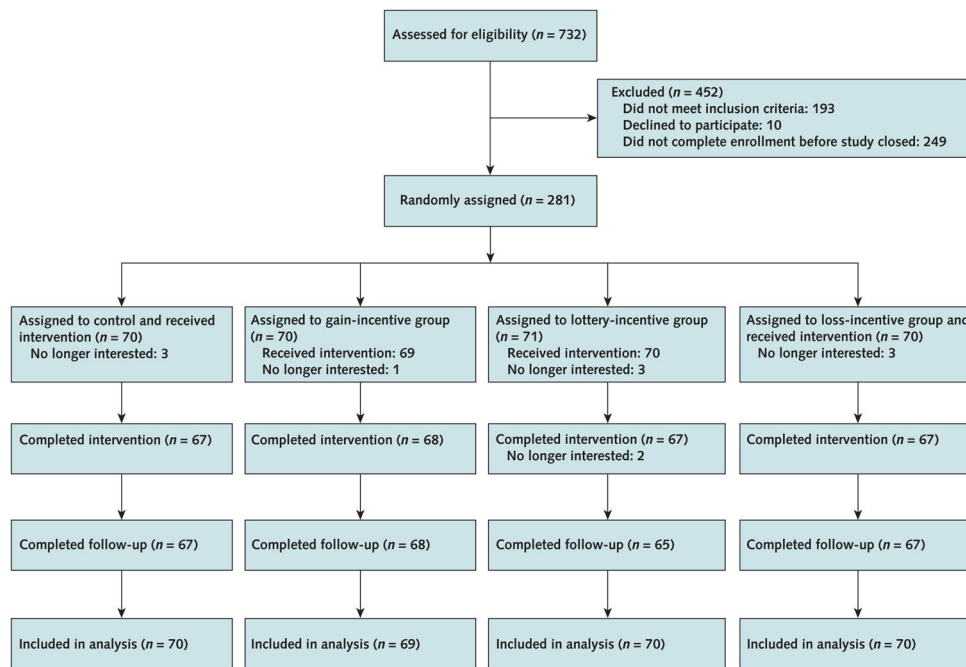 Assessed for eligibility (n = 732)
Excluded (n = 452)
Did not meet inclusion criteria: 193
Declined to participate: 10
Did not complete enrollment before study closed: 249
Randomly assigned (n = 281)
Assigned to control and received
intervention (n = 70)
No longer interested: 3
Assigned to gain-incentive group
(n = 70)
Received intervention: 69
No longer interested: 1
Assigned to lottery-incentive group
(n = 71)
Received intervention: 70
No longer interested: 3
Assigned to loss-incentive group and
received intervention (n = 70)
No longer interested: 3
Completed intervention (n = 67)
Completed intervention (n = 68)
Completed intervention (n = 67)
No longer interested: 2
Completed intervention (n = 67)
Completed follow-up (n = 67)
Completed follow-up (n = 68)
Completed follow-up (n = 65)
Completed follow-up (n = 67)
Included in analysis (n = 70)
Included in analysis (n = 69)
Included in analysis (n = 70)
Included in analysis (n = 70)